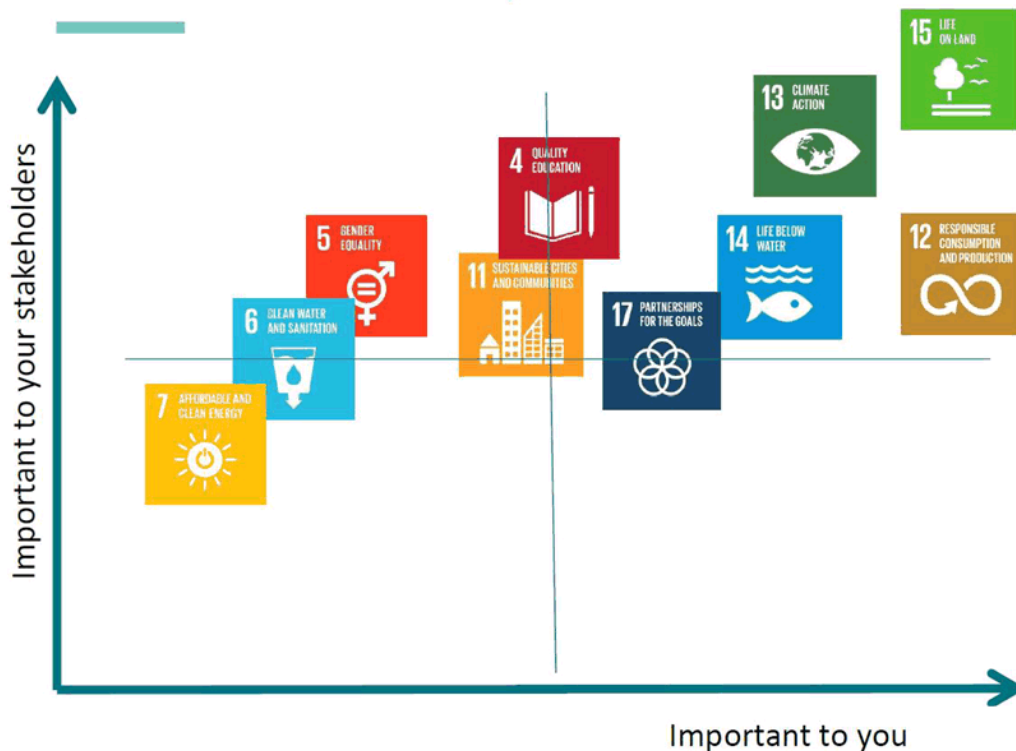 15 LIFE
ON LAND
13 CLIMATE
ACTION
4 QUALITY
EDUCATION
5 GENDER
EQUALITY
14 LIFE BELOW
WATER
12 RESPONSIBLE
CONSUMPTION
AND PRODUCTION
11 SUSTAINABLE CITIES
AND COMMUNITIES
17 PARTNERSHIPS
FOR THE GOALS
6 CLEAN WATER
AND SANITATION
7 AFFORDABLE AND
CLEAN ENERGY
Important to your stakeholders
Important to you